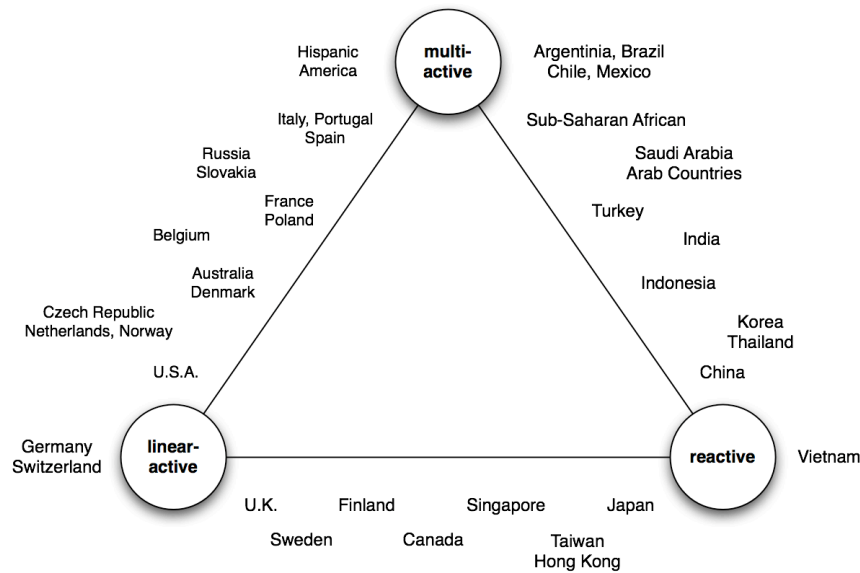 Hispanic
America
multi-
active
Argentinia, Brazil
Chile, Mexico
Italy, Portugal
Spain
Sub-Saharan African
Russia
Slovakia
Saudi Arabia
Arab Countries
France
Poland
Turkey
Belgium
India
Australia
Denmark
Indonesia
Czech Republic
Netherlands, Norway
Korea
Thailand
U.S.A.
China
Germany
Switzerland
linear-
active
reactive
Vietnam
U.K.
Finland
Singapore
Japan
Sweden
Canada
Taiwan
Hong Kong